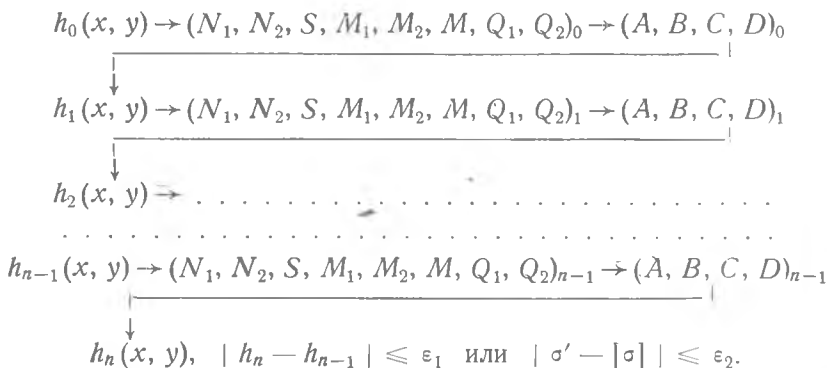 h₀(x, y) → (N₁, N₂, S, M₁, M₂, M, Q₁, Q₂)₀ → (A, B, C, D)₀
h₁(x, y) → (N₁, N₂, S, M₁, M₂, M, Q₁, Q₂)₁ → (A, B, C, D)₁
h₂(x, y) → . . . . . . . . . . . . . . . . . . . .
. . . . . . . . . . . . . . . . . . . . . . . . . .
hₙ₋₁(x, y) → (N₁, N₂, S, M₁, M₂, M, Q₁, Q₂)ₙ₋₁ → (A, B, C, D)ₙ₋₁
hₙ(x, y), | hₙ — hₙ₋₁ | ⩽ ε₁ или | σ′ — [σ] | ⩽ ε₂.